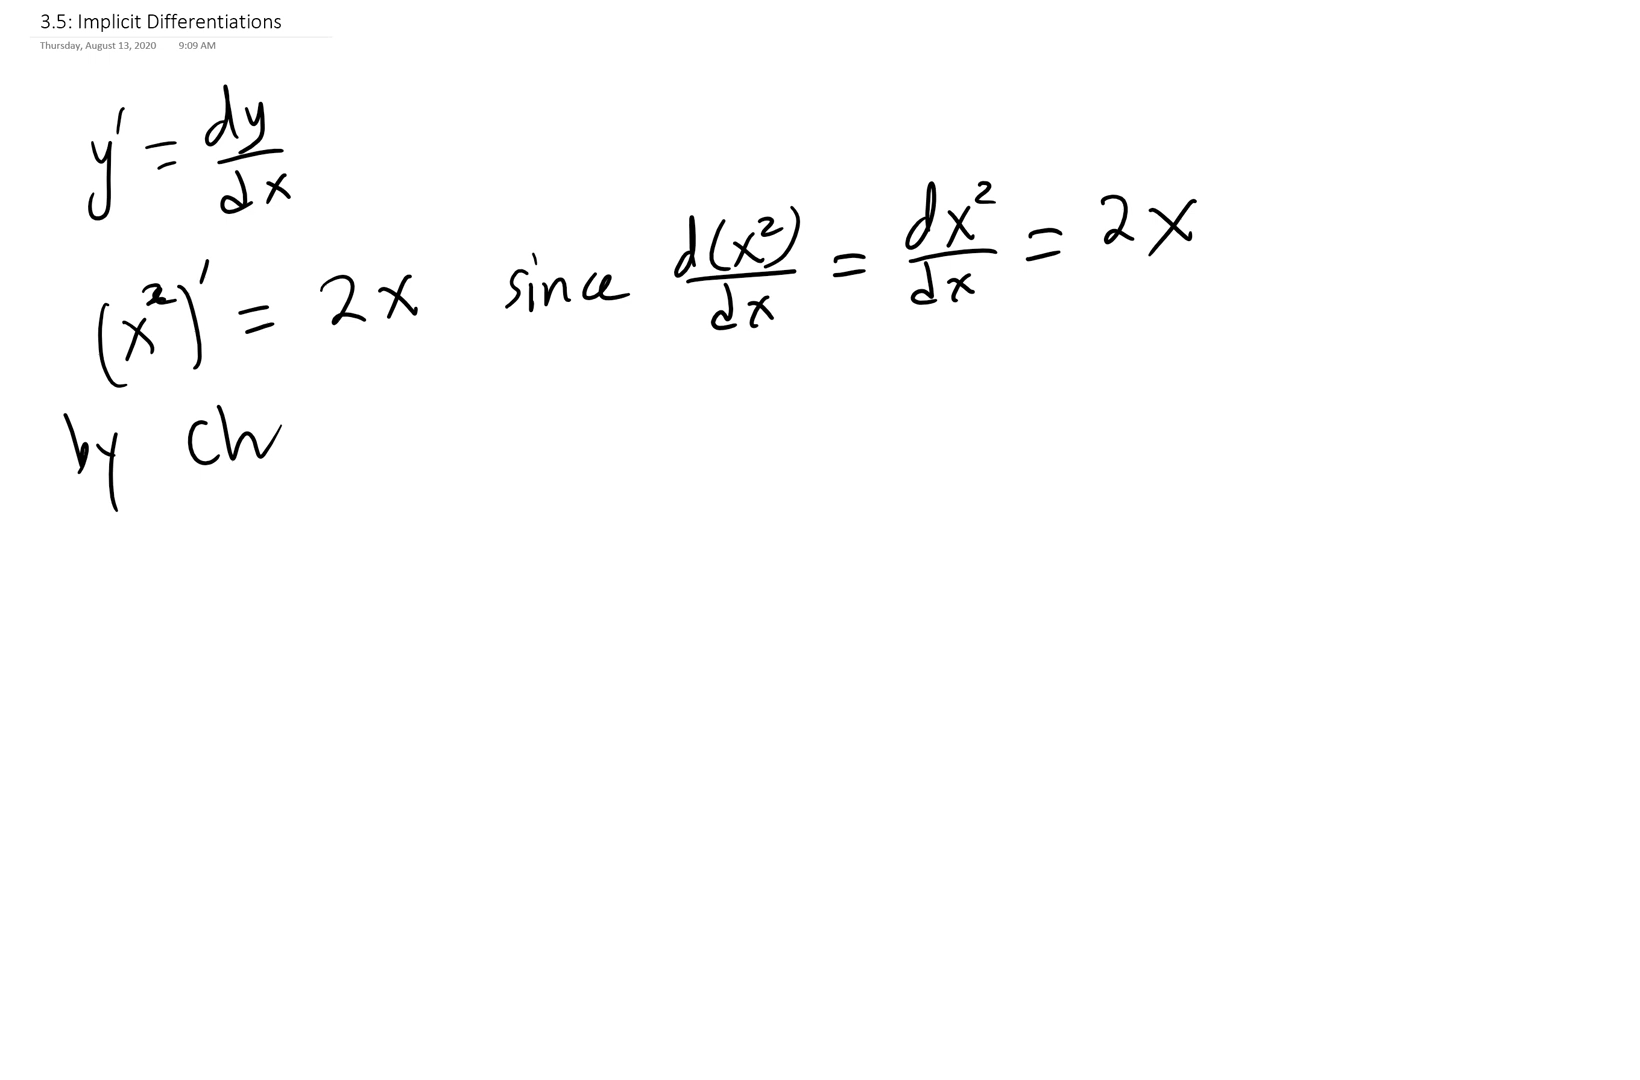 3.5: Implicit Differentiations
Thursday, August 13, 2020 9:09 AM
y' = dy/dx
(x²)' = 2x since d(x²)/dx = dx²/dx = 2x
by Ch